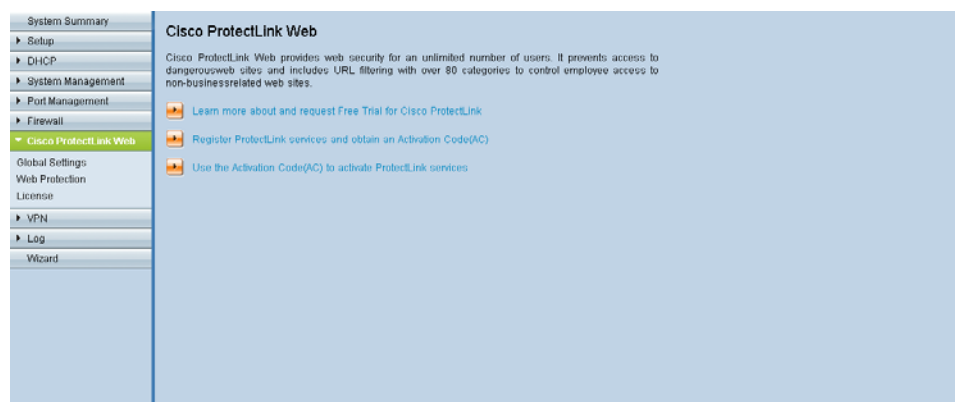 System Summary
Setup
DHCP
System Management
Port Management
Firewall
Cisco ProtectLink Web
Global Settings
Web Protection
License
VPN
Log
Wizard
Cisco ProtectLink Web
Cisco ProtectLink Web provides web security for an unlimited number of users. It prevents access to
dangerousweb sites and includes URL filtering with over 80 categories to control employee access to
non-businessrelated web sites.
Learn more about and request Free Trial for Cisco ProtectLink
Register ProtectLink services and obtain an Activation Code(AC)
Use the Activation Code(AC) to activate ProtectLink services